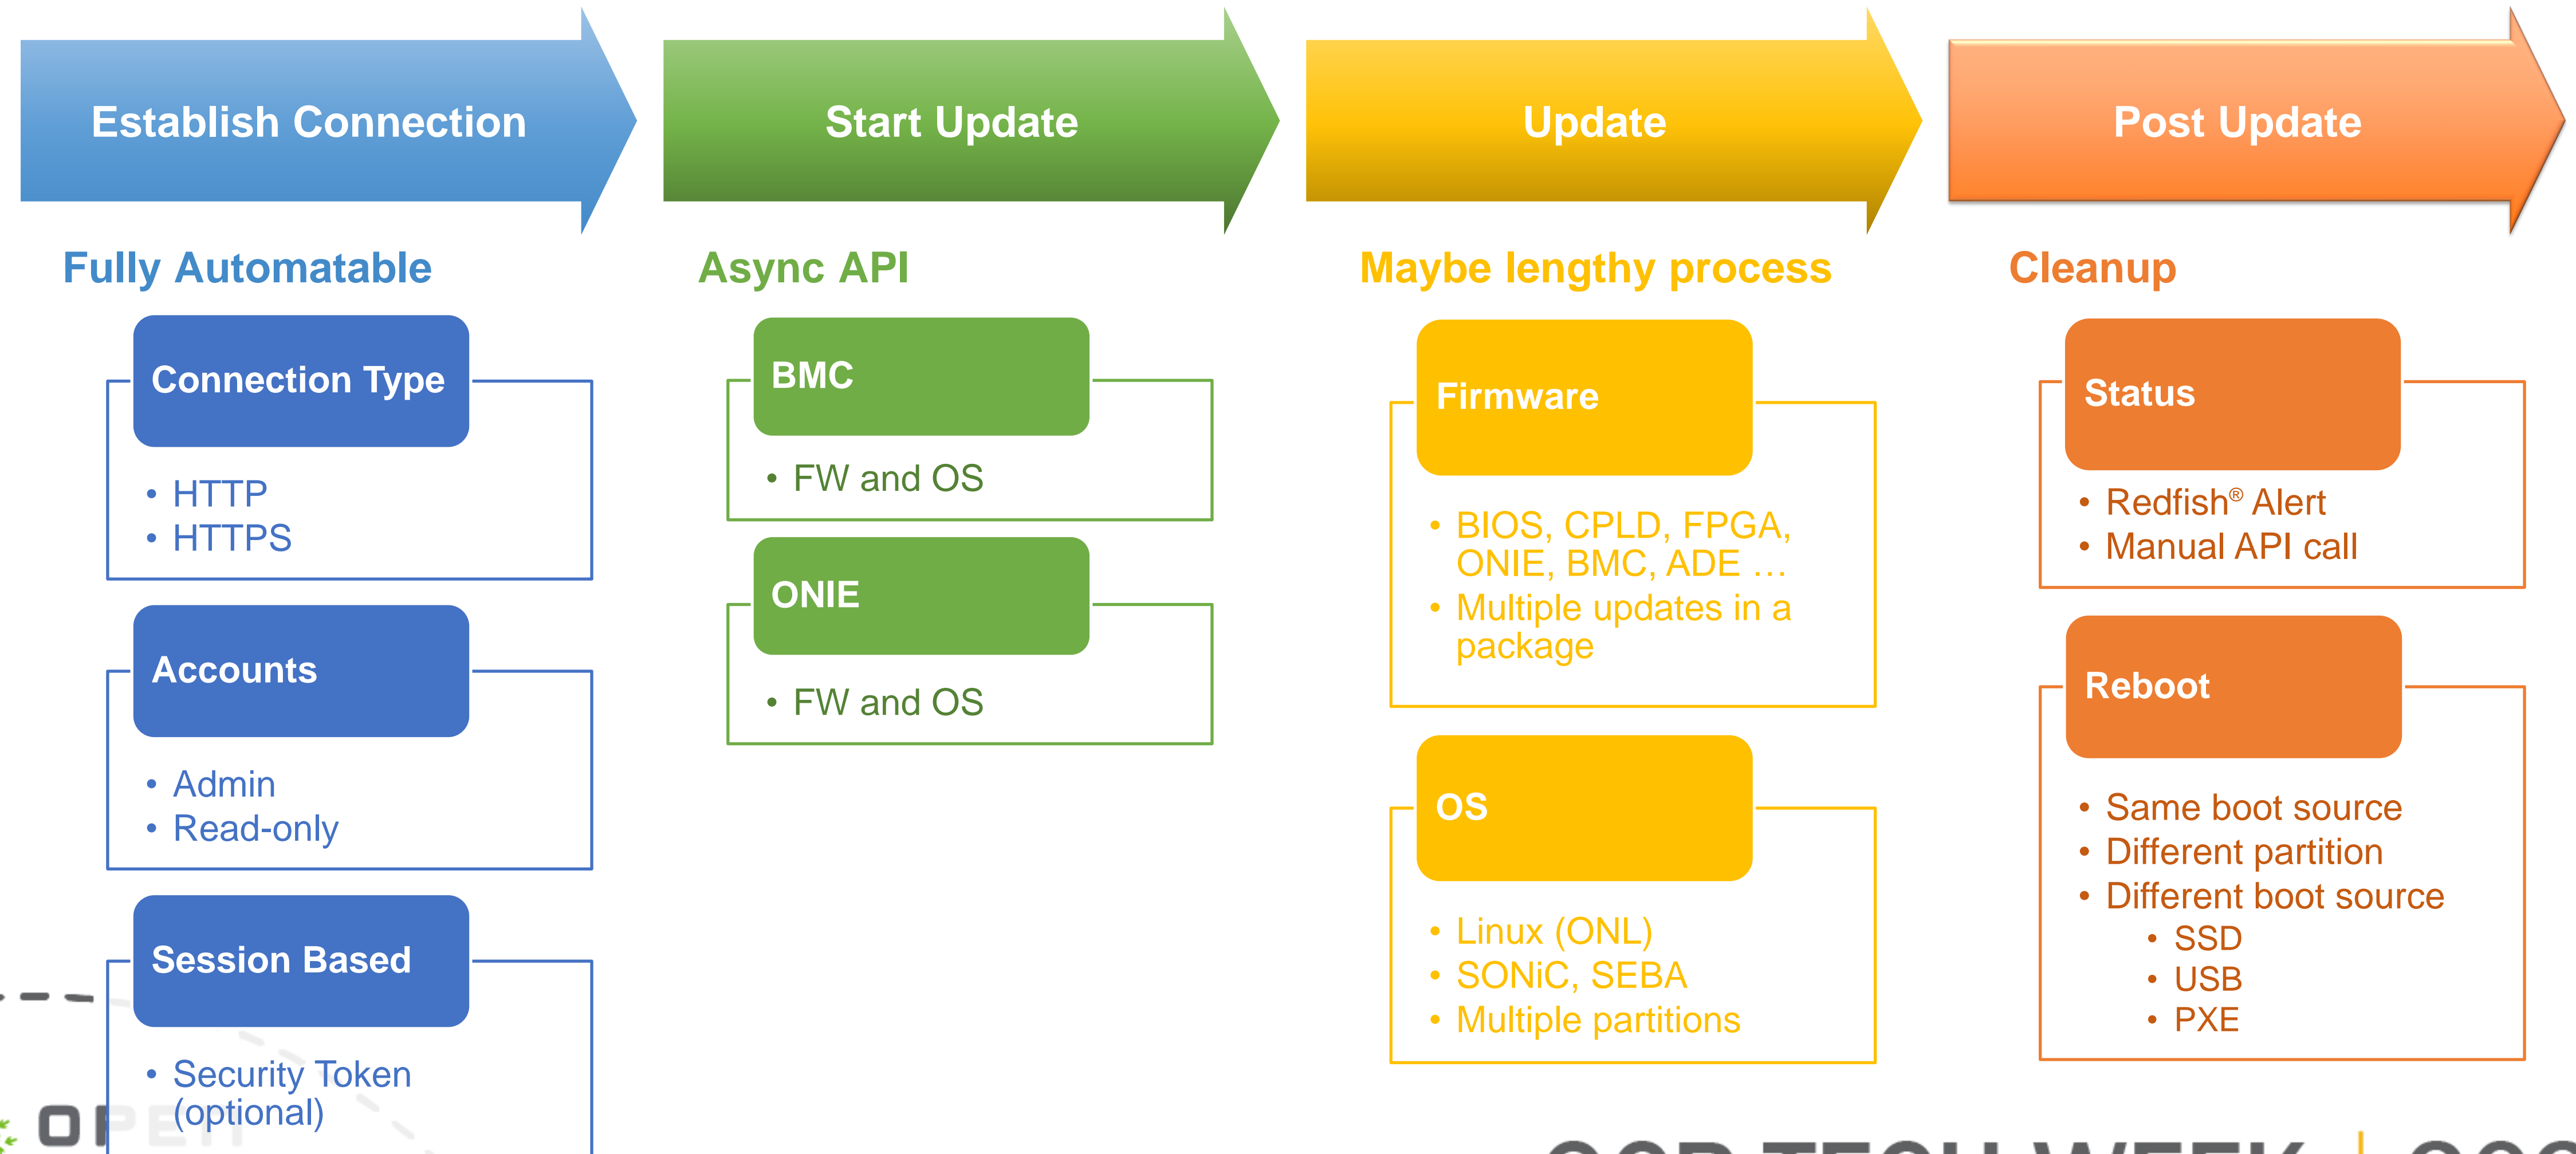 Establish Connection
Start Update
Update
Post Update
Fully Automatable
Connection Type
• HTTP
• HTTPS
Accounts
• Admin
• Read-only
Session Based
• Security Token
(optional)
Async API
BMC
• FW and OS
ONIE
• FW and OS
Maybe lengthy process
Firmware
• BIOS, CPLD, FPGA,
ONIE, BMC, ADE …
• Multiple updates in a
package
OS
• Linux (ONL)
• SONiC, SEBA
• Multiple partitions
Cleanup
Status
• Redfish® Alert
• Manual API call
Reboot
• Same boot source
• Different partition
• Different boot source
• SSD
• USB
• PXE
OPEN
TECH WEEK |